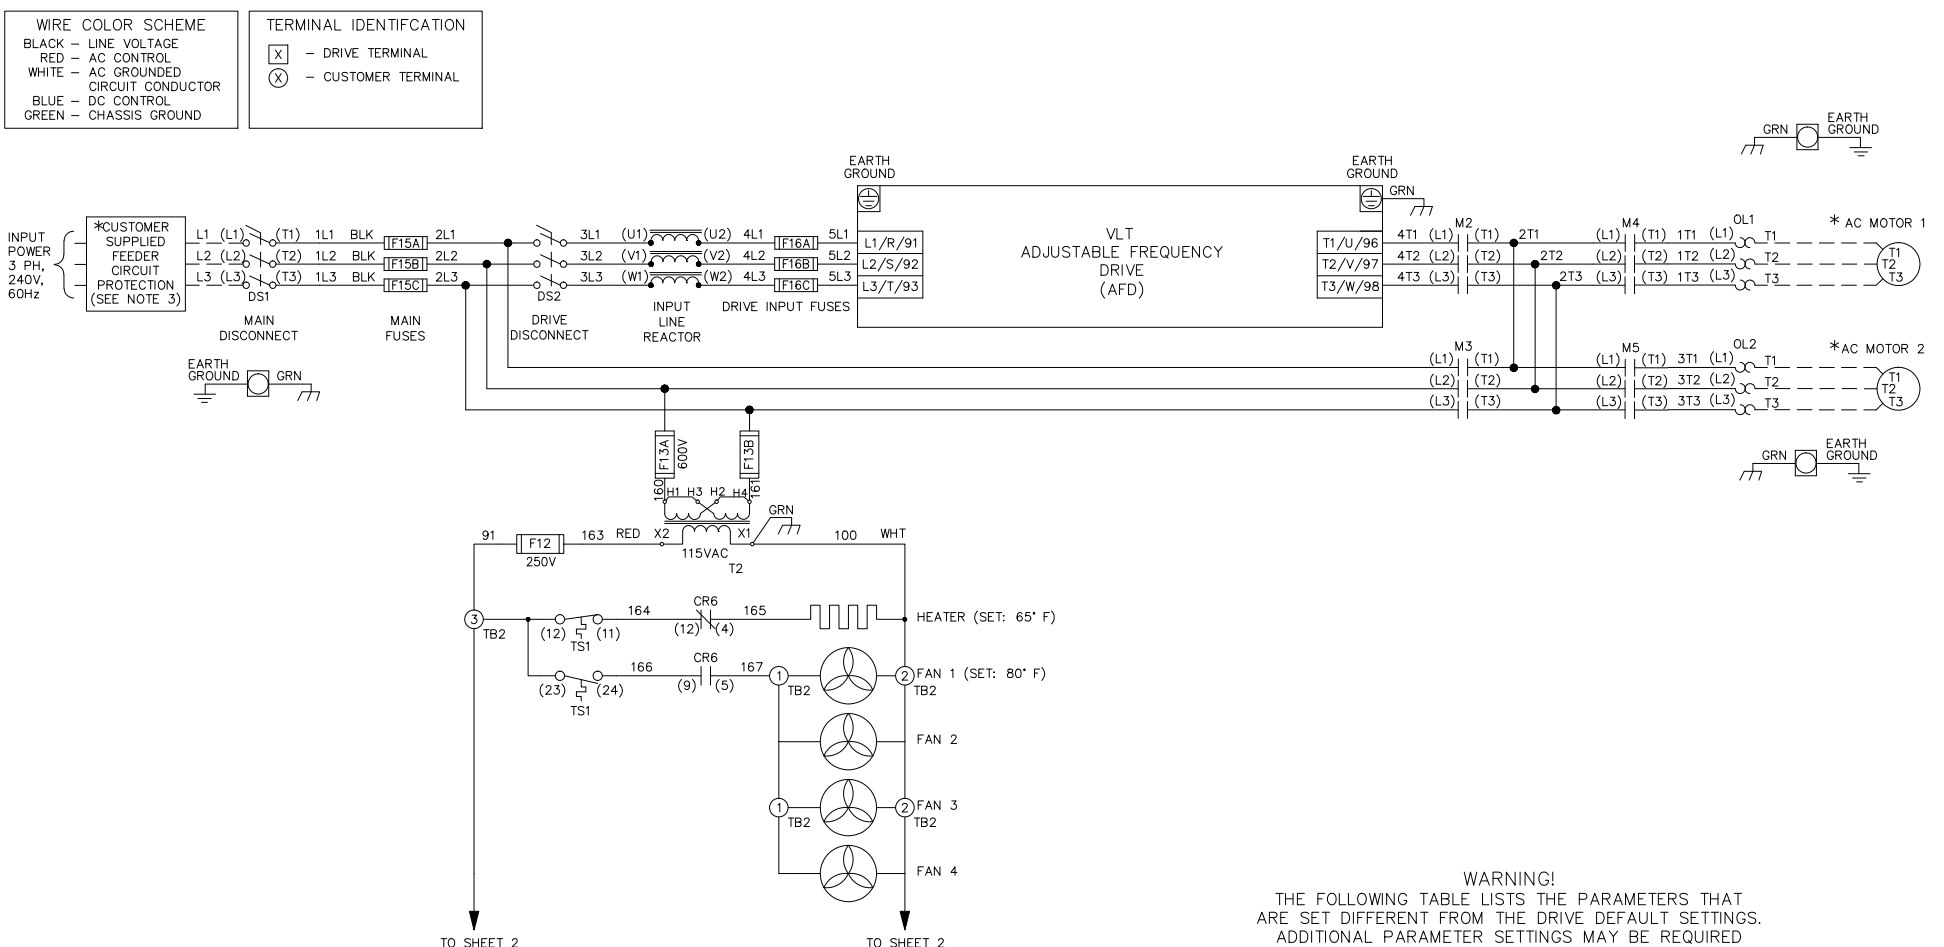 WIRE COLOR SCHEME
BLACK – LINE VOLTAGE
RED – AC CONTROL
WHITE – AC GROUNDED
CIRCUIT CONDUCTOR
BLUE – DC CONTROL
GREEN – CHASSIS GROUND
TERMINAL IDENTIFCATION
X – DRIVE TERMINAL
X – CUSTOMER TERMINAL
GRN
EARTH
GROUND
INPUT
POWER
3 PH,
240V,
60Hz
*CUSTOMER
SUPPLIED
FEEDER
CIRCUIT
PROTECTION
(SEE NOTE 3)
L1 (L1) (T1) 1L1 BLK F15A 2L1 3L1 (U1) (U2) 4L1 F16A 5L1
L2 (L2) (T2) 1L2 BLK F15B 2L2 3L2 (V1) (V2) 4L2 F16B 5L2
L3 (L3) (T3) 1L3 BLK F15C 2L3 3L3 (W1) (W2) 4L3 F16C 5L3
DS1
DS2
MAIN
DISCONNECT
MAIN
FUSES
DRIVE
DISCONNECT
INPUT
LINE
REACTOR
DRIVE INPUT FUSES
EARTH
GROUND
GRN
EARTH
GROUND
EARTH
GROUND
GRN
L1/R/91
L2/S/92
L3/T/93
VLT
ADJUSTABLE FREQUENCY
DRIVE
(AFD)
T1/U/96
T2/V/97
T3/W/98
M2
M4
OL1
* AC MOTOR 1
4T1 (L1) (T1) 2T1 (L1) (T1) 1T1 (L1) T1
4T2 (L2) (T2) 2T2 (L2) (T2) 1T2 (L2) T2
4T3 (L3) (T3) 2T3 (L3) (T3) 1T3 (L3) T3
T1
T2
T3
M3
M5
OL2
*AC MOTOR 2
(L1) (T1) (L1) (T1) 3T1 (L1) T1
(L2) (T2) (L2) (T2) 3T2 (L2) T2
(L3) (T3) (L3) (T3) 3T3 (L3) T3
T1
T2
T3
GRN
EARTH
GROUND
F13A
600V
F13B
160
H1 H3 H2 H4
161
GRN
91
F12
250V
163 RED X2
X1
115VAC
T2
100 WHT
3
TB2
(12) (11)
TS1
164
CR6
(12) (4)
165
HEATER (SET: 65° F)
(23) (24)
TS1
166
CR6
(9) (5)
167
1
TB2
2
TB2
FAN 1 (SET: 80° F)
FAN 2
1
TB2
2
TB2
FAN 3
FAN 4
TO SHEET 2
TO SHEET 2
WARNING!
THE FOLLOWING TABLE LISTS THE PARAMETERS THAT
ARE SET DIFFERENT FROM THE DRIVE DEFAULT SETTINGS.
ADDITIONAL PARAMETER SETTINGS MAY BE REQUIRED